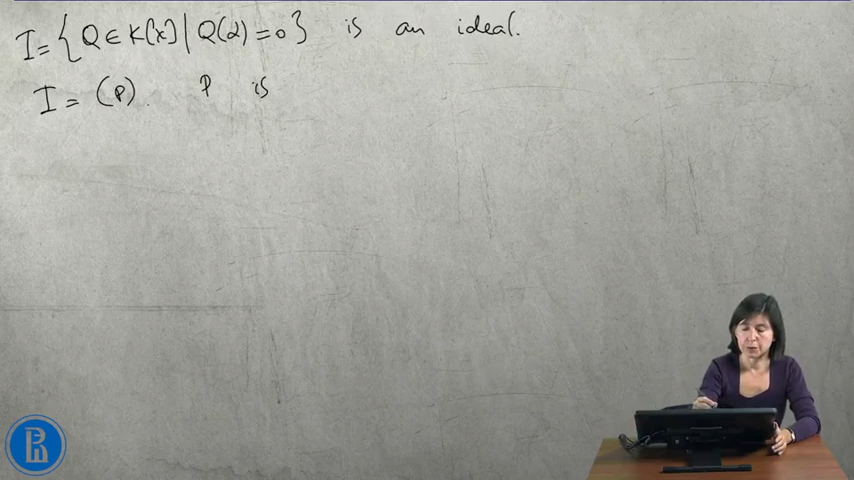 I = { Q ∈ K[x] | Q(α) = 0 } is an ideal.
I = (P). P is